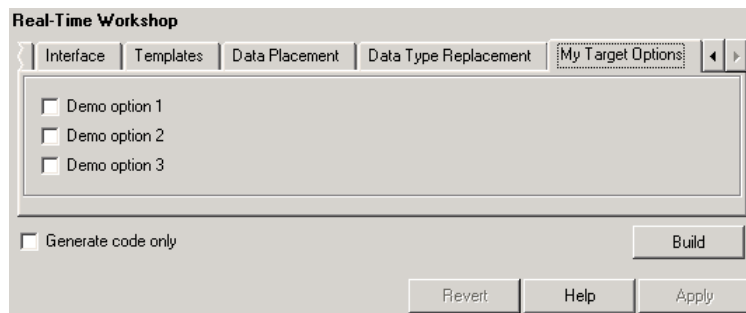 Real-Time Workshop
Interface Templates Data Placement Data Type Replacement My Target Options
Demo option 1
Demo option 2
Demo option 3
Generate code only
Build
Revert Help Apply